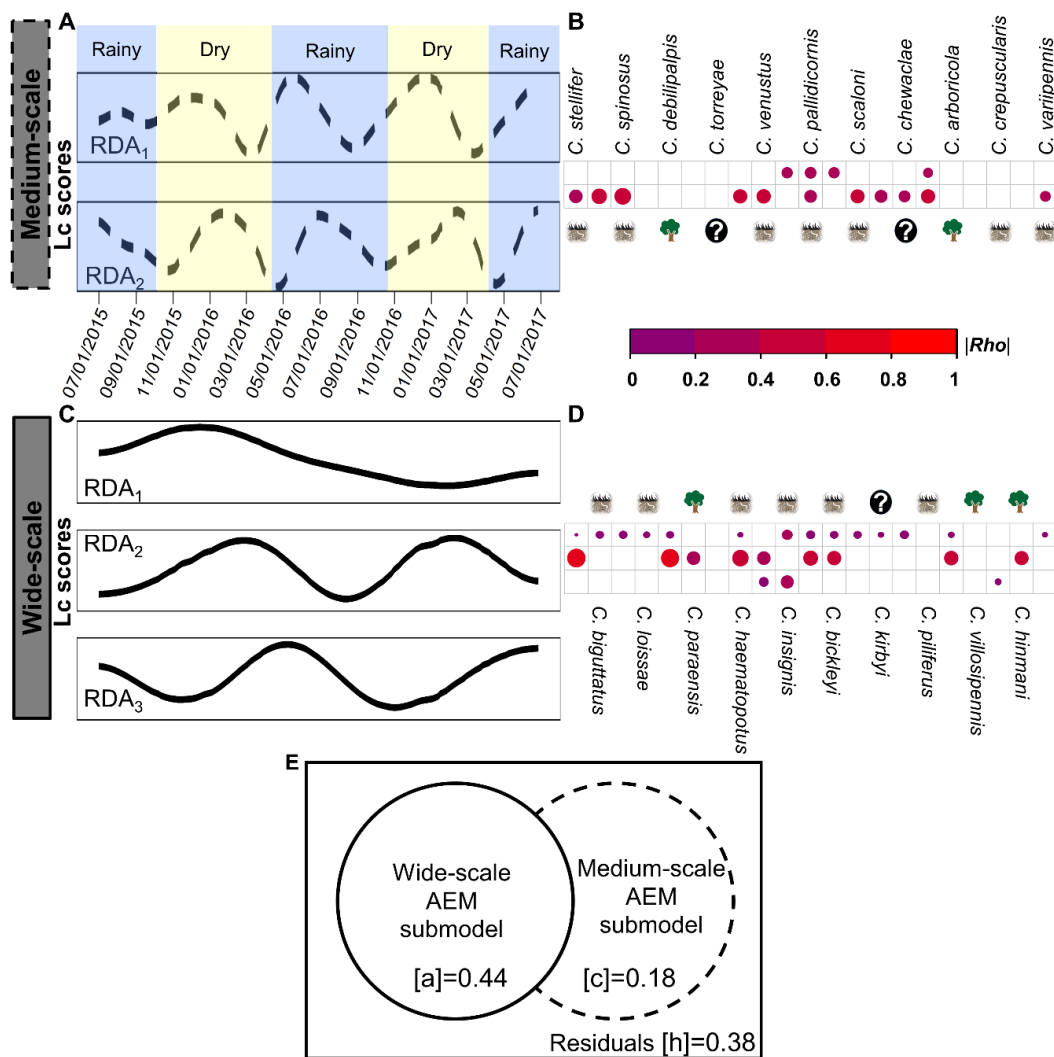 A
Rainy Dry Rainy Dry Rainy
Medium-scale
Lc scores
RDA1
RDA2
07/01/2015
09/01/2015
11/01/2015
01/01/2016
03/01/2016
05/01/2016
07/01/2016
09/01/2016
11/01/2016
01/01/2017
03/01/2017
05/01/2017
07/01/2017
B
C. stellifer
C. spinosus
C. debilipalpis
C. torreyae
C. venustus
C. pallidicornis
C. scaloni
C. chewaclae
C. arboricola
C. crepuscularis
C. variipennis
? ?
|Rho|
0 0.2 0.4 0.6 0.8 1
C
Wide-scale
Lc scores
RDA1
RDA2
RDA3
D
?
C. biguttatus
C. loissae
C. paraensis
C. haematopotus
C. insignis
C. bickleyi
C. kirbyi
C. piliferus
C. villosipennis
C. hinmani
E
Wide-scale
AEM
submodel
[a]=0.44
Medium-scale
AEM
submodel
[c]=0.18
Residuals [h]=0.38